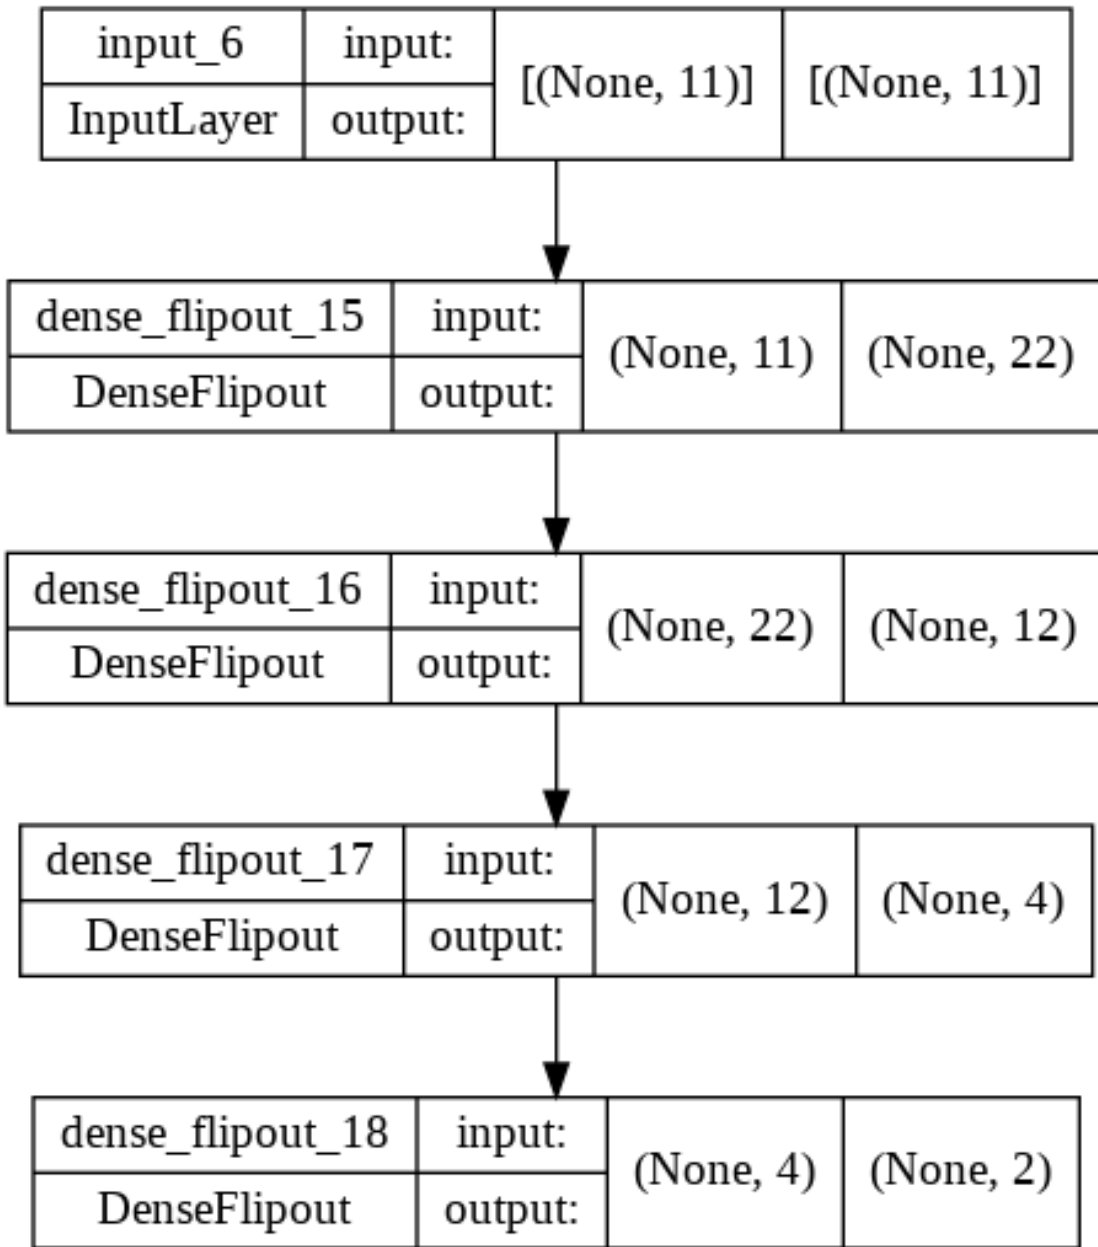 input_6 input: [(None, 11)] [(None, 11)]
InputLayer output:
dense_flipout_15 input: (None, 11) (None, 22)
DenseFlipout output:
dense_flipout_16 input: (None, 22) (None, 12)
DenseFlipout output:
dense_flipout_17 input: (None, 12) (None, 4)
DenseFlipout output:
dense_flipout_18 input: (None, 4) (None, 2)
DenseFlipout output: